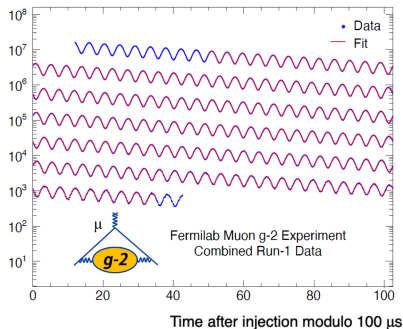 10⁷
10⁶
10⁵
10⁴
10³
10²
10¹
Data
Fit
μ
g-2
Fermilab Muon g-2 Experiment
Combined Run-1 Data
0 20 40 60 80 100
Time after injection modulo 100 μs